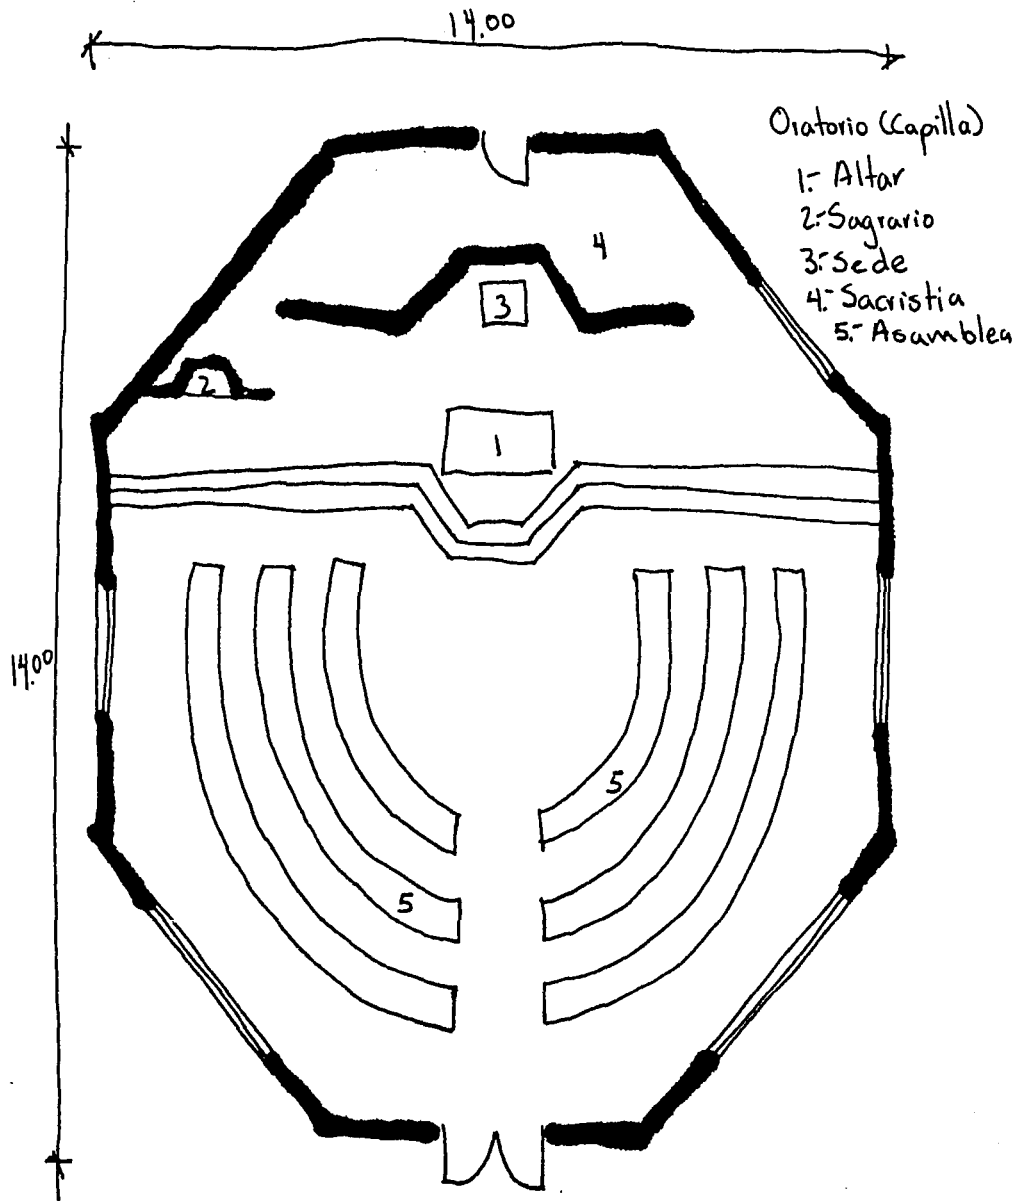 14.00
Oratorio (Capilla)
1.- Altar
2.- Sagrario
3.- Sede
4.- Sacristia
5.- Asamblea
4
3
2
1
14.00
5
5